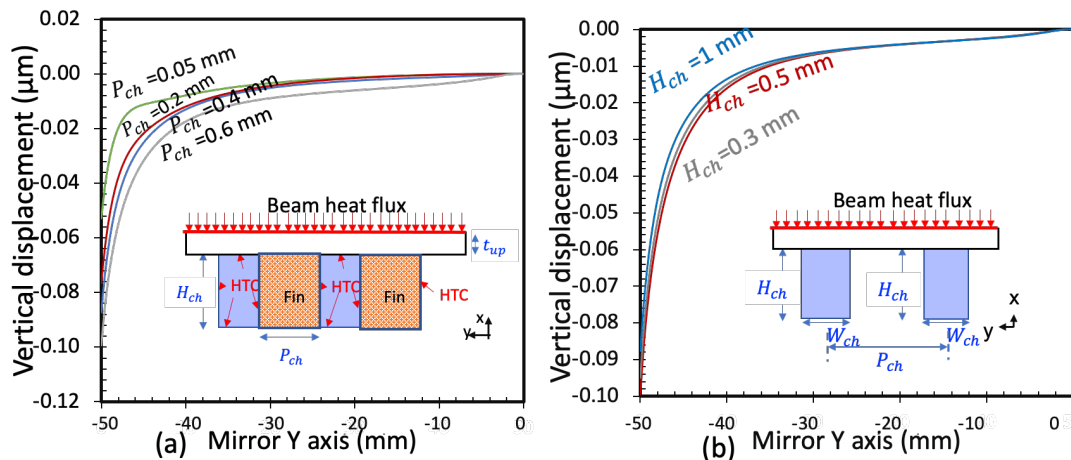 0.02
0.00
-0.02
-0.04
-0.06
-0.08
-0.10
-0.12
Vertical displacement (µm)
P_ch=0.05 mm
P_ch=0.2 mm
P_ch=0.4 mm
P_ch=0.6 mm
Beam heat flux
t_up
H_ch
HTC
Fin
HTC
Fin
HTC
P_ch
x
y
-50
-40
-30
-20
-10
0
(a)
Mirror Y axis (mm)
0.00
-0.001
-0.01
-0.02
-0.03
-0.04
-0.05
-0.06
-0.07
-0.08
-0.09
-0.10
Vertical displacement (µm)
H_ch=1 mm
H_ch=0.5 mm
H_ch=0.3 mm
Beam heat flux
H_ch
H_ch
W_ch
W_ch
P_ch
x
y
-50
-40
-30
-20
-10
0
(b)
Mirror Y axis (mm)